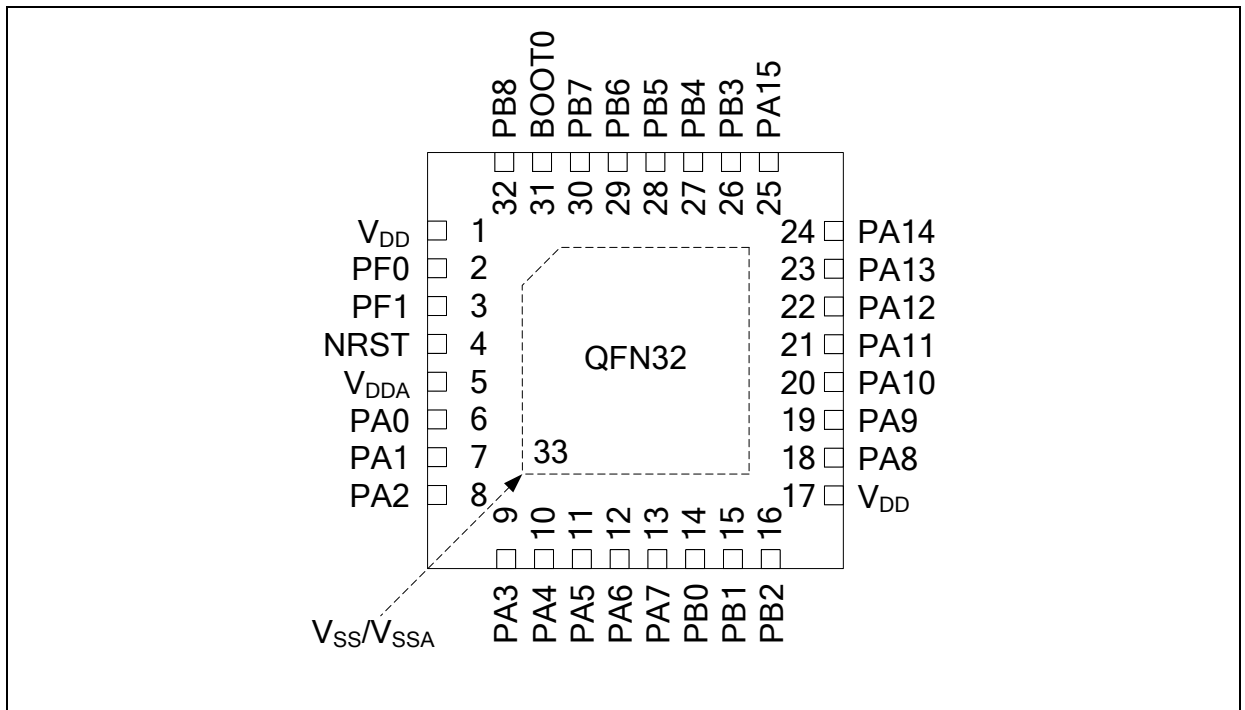 PB8
BOOT0
PB7
PB6
PB5
PB4
PB3
PA15
32
31
30
29
28
27
26
25
VDD 1
PF0 2
PF1 3
NRST 4
VDDA 5
PA0 6
PA1 7
PA2 8
24 PA14
23 PA13
22 PA12
21 PA11
20 PA10
19 PA9
18 PA8
17 VDD
QFN32
33
9
10
11
12
13
14
15
16
PA3
PA4
PA5
PA6
PA7
PB0
PB1
PB2
VSS/VSSA